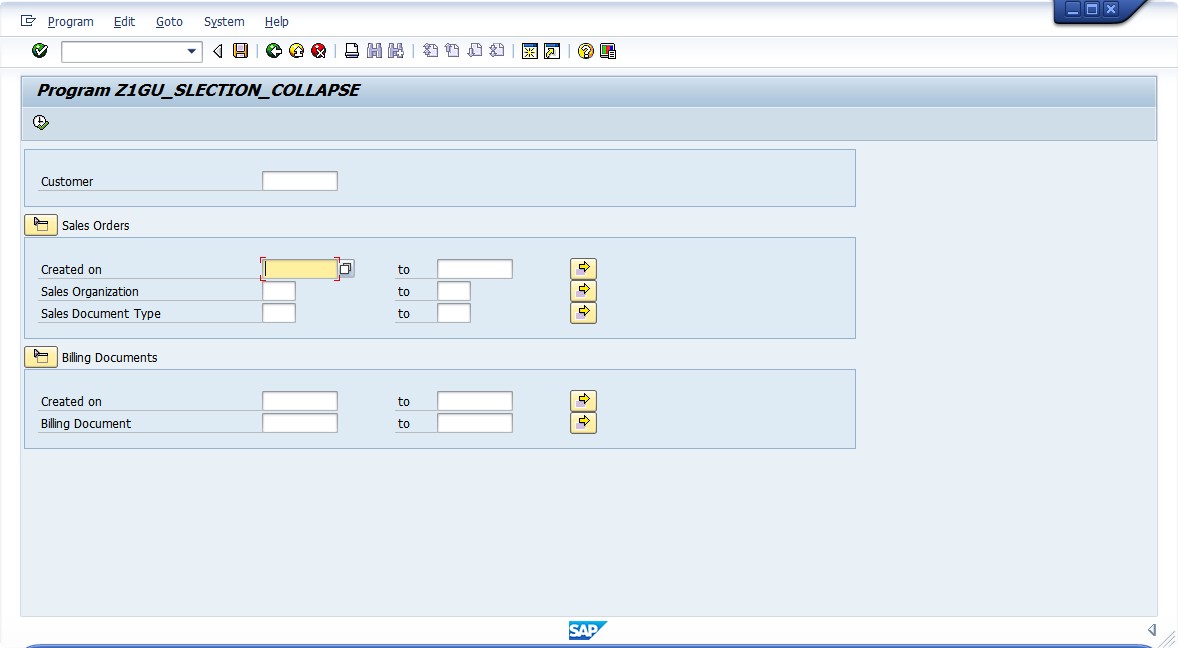 Program Edit Goto System Help
Program Z1GU_SLECTION_COLLAPSE
Customer
Sales Orders
Created on to
Sales Organization to
Sales Document Type to
Billing Documents
Created on to
Billing Document to
SAP